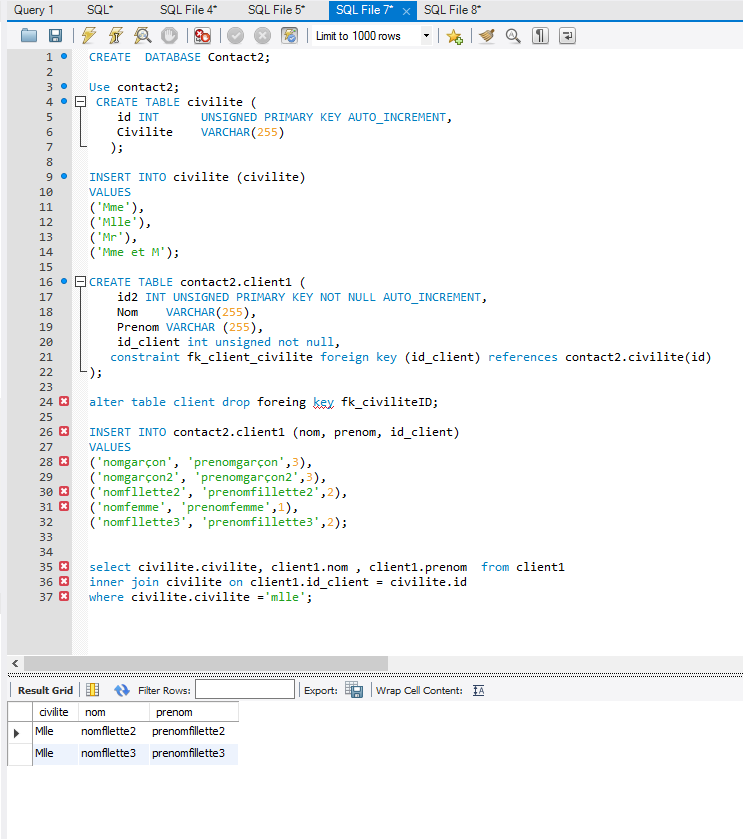 Query 1 SQL* SQL File 4* SQL File 5* SQL File 7* × SQL File 8*
Limit to 1000 rows
1 CREATE  DATABASE Contact2;
2
3 Use contact2;
4 CREATE TABLE civilite (
5 id INT      UNSIGNED PRIMARY KEY AUTO_INCREMENT,
6 Civilite    VARCHAR(255)
7 );
8
9 INSERT INTO civilite (civilite)
10 VALUES
11 ('Mme'),
12 ('Mlle'),
13 ('Mr'),
14 ('Mme et M');
15
16 CREATE TABLE contact2.client1 (
17 id2 INT UNSIGNED PRIMARY KEY NOT NULL AUTO_INCREMENT,
18 Nom    VARCHAR(255),
19 Prenom VARCHAR (255),
20 id_client int unsigned not null,
21 constraint fk_client_civilite foreign key (id_client) references contact2.civilite(id)
22 );
23
24 alter table client drop foreing key fk_civiliteID;
25
26 INSERT INTO contact2.client1 (nom, prenom, id_client)
27 VALUES
28 ('nomgarçon', 'prenomgarçon',3),
29 ('nomgarçon2', 'prenomgarçon2',3),
30 ('nomfllette2', 'prenomfillette2',2),
31 ('nomfemme', 'prenomfemme',1),
32 ('nomfllette3', 'prenomfillette3',2);
33
34
35 select civilite.civilite, client1.nom , client1.prenom  from client1
36 inner join civilite on client1.id_client = civilite.id
37 where civilite.civilite ='mlle';
Result Grid Filter Rows: Export: Wrap Cell Content:
civilite nom prenom
Mlle nomfllette2 prenomfillette2
Mlle nomfllette3 prenomfillette3